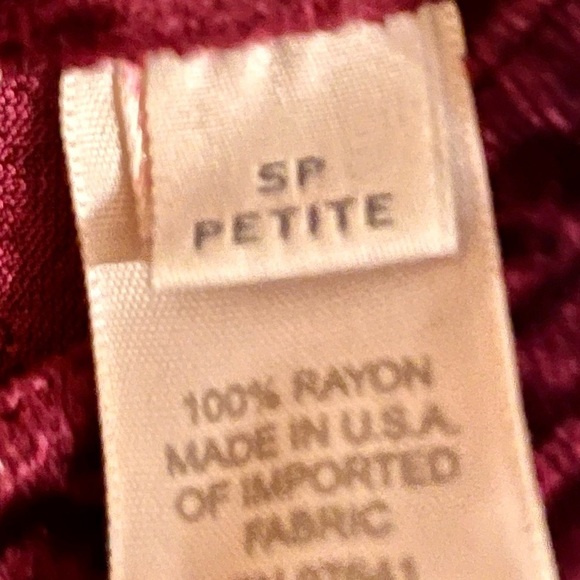 SP
PETITE
100% RAYON
MADE IN U.S.A.
OF IMPORTED
FABRIC